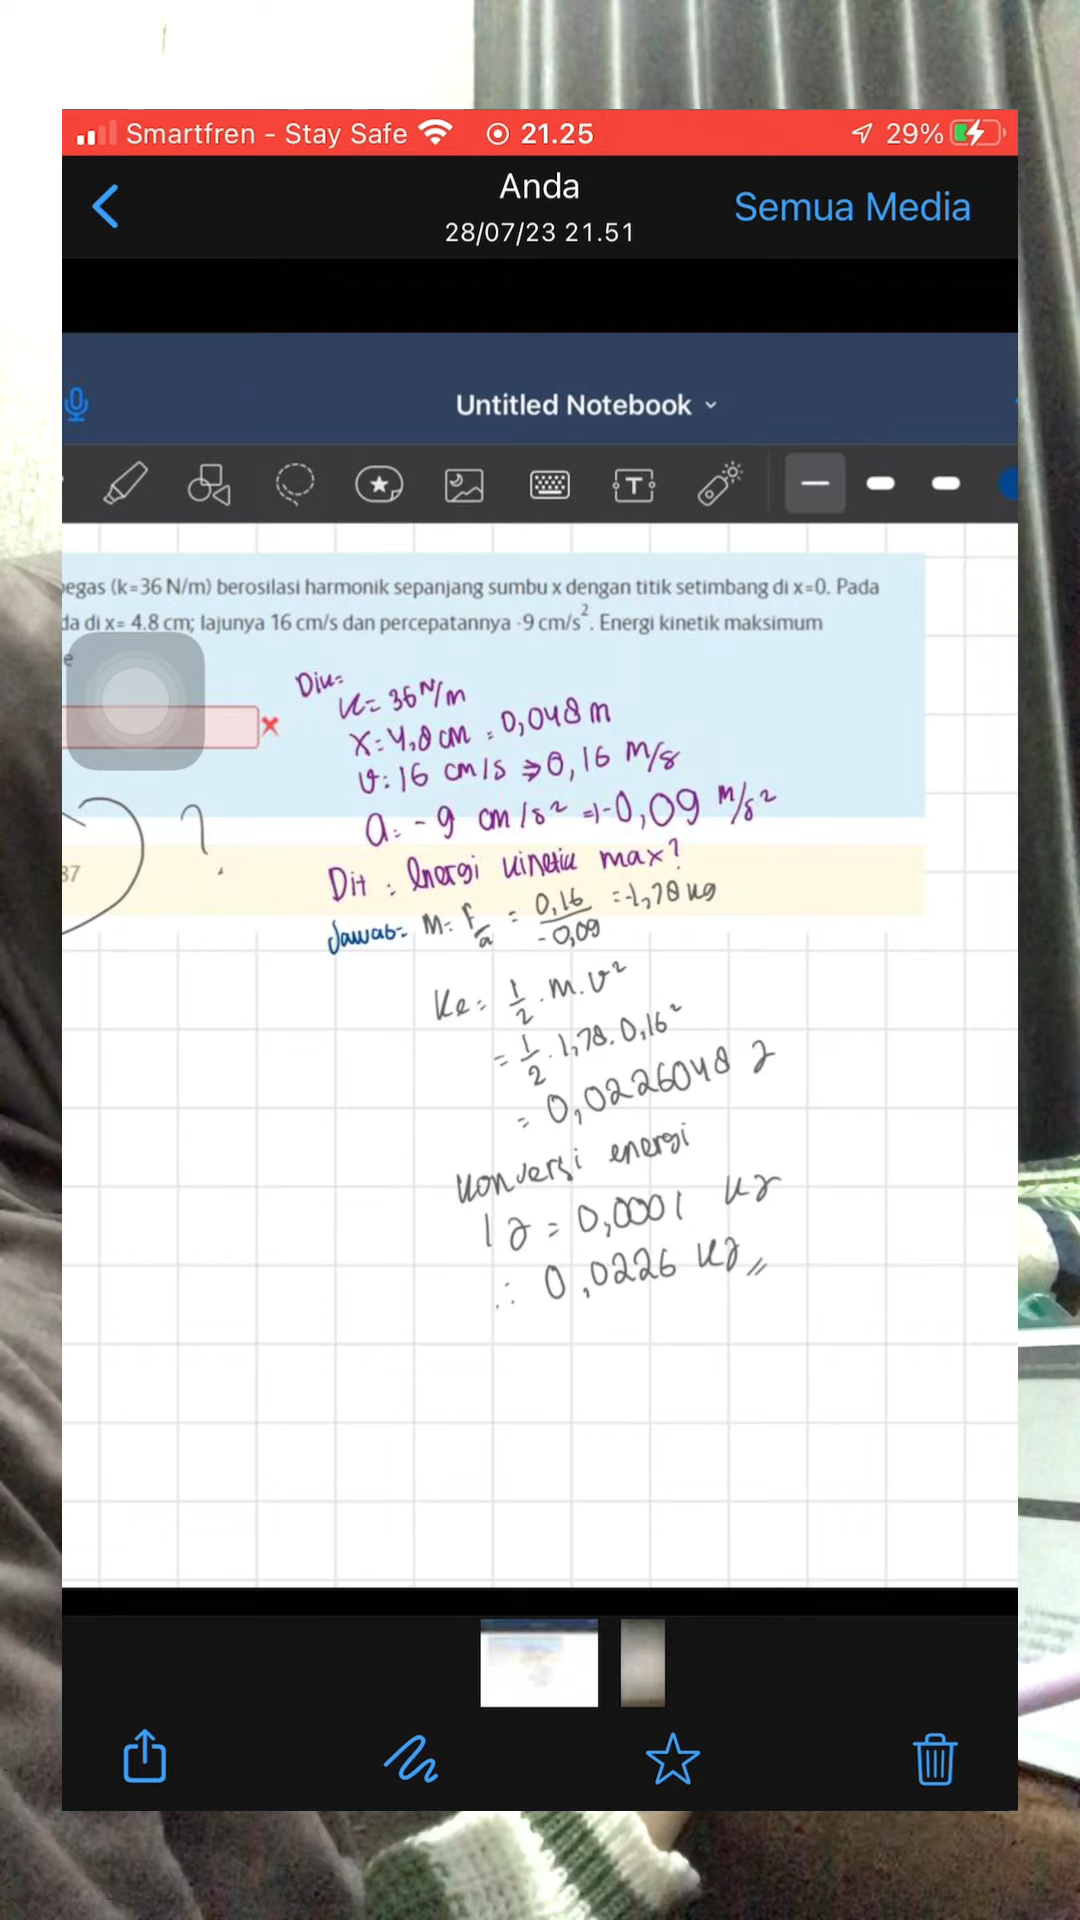 Smartfren - Stay Safe 21.25 29%
Anda
28/07/23 21.51
Semua Media
Untitled Notebook
T
egas (k=36 N/m) berosilasi harmonik sepanjang sumbu x dengan titik setimbang di x=0. Pada
da di x= 4.8 cm; lajunya 16 cm/s dan percepatannya -9 cm/s². Energi kinetik maksimum
e
Dik=
k= 36 N/m
x= 4,8 cm = 0,048 m
v: 16 cm/s => 0,16 m/s
a= -9 cm/s² => -0,09 m/s²
?
37
Dit : Energi kinetik max?
Jawab= M= F/a = 0,16/-0,09 = -1,78 kg
Ke= 1/2 . m. v²
= 1/2 . 1,78. 0,16²
= 0,0226048 J
konversi energi
1 J = 0,0001 kJ
∴ 0,0226 kJ //